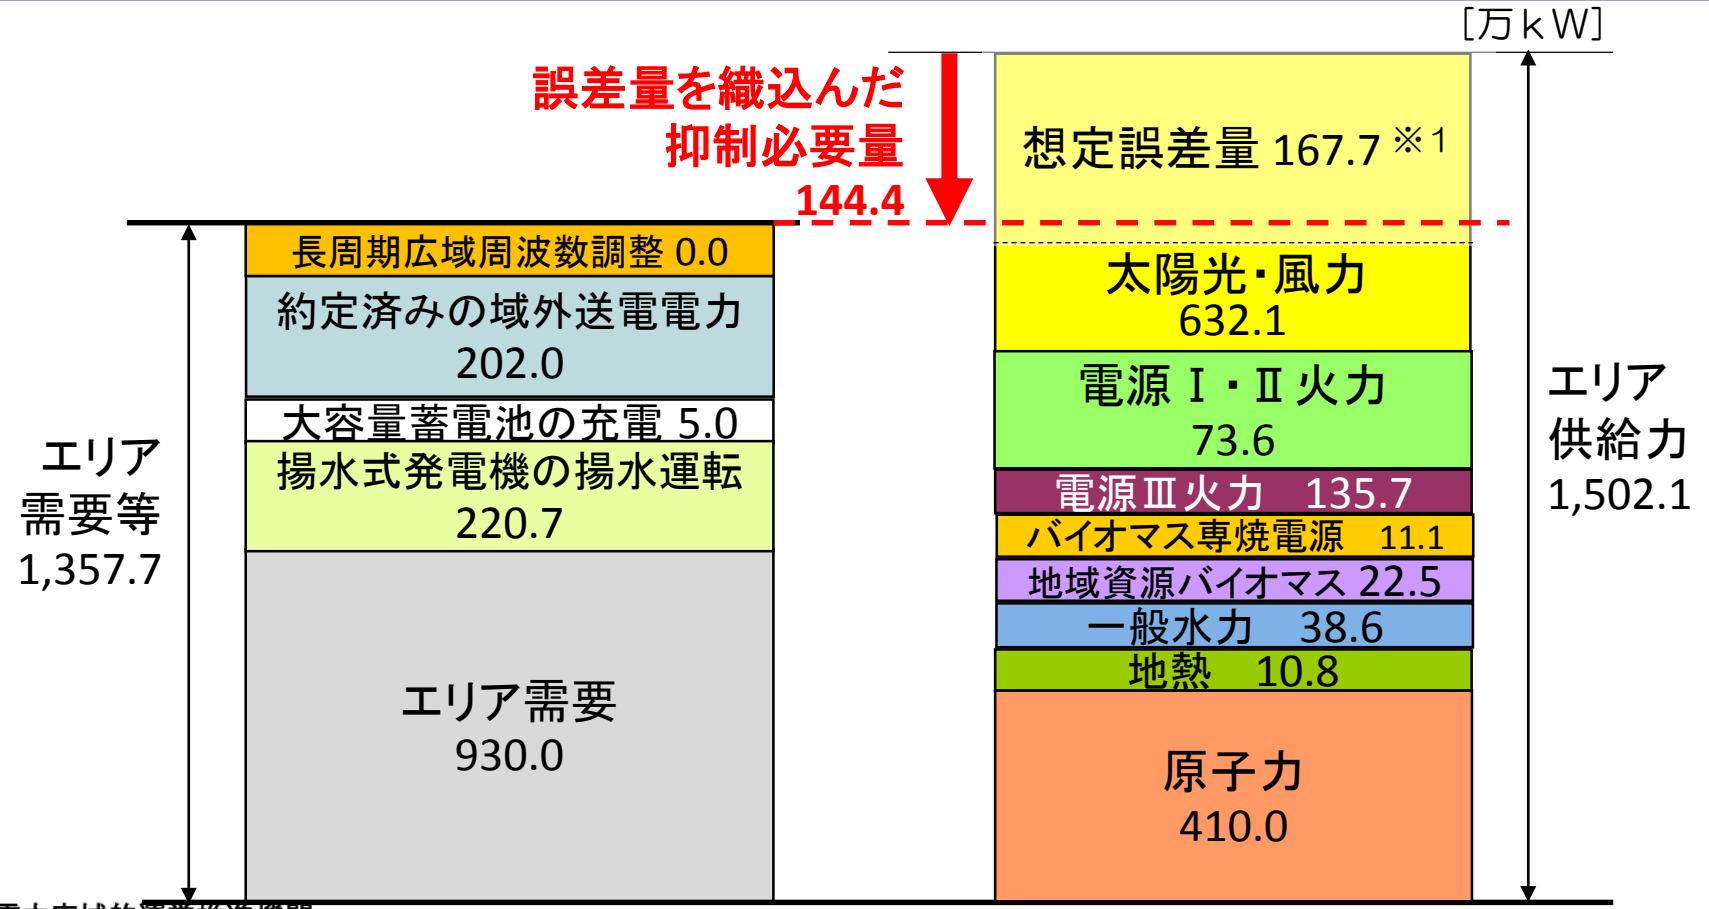 [万kW]
誤差量を織込んだ
抑制必要量
144.4
想定誤差量 167.7 ※1
長周期広域周波数調整 0.0
約定済みの域外送電電力
202.0
大容量蓄電池の充電 5.0
揚水式発電機の揚水運転
220.7
エリア需要
930.0
エリア
需要等
1,357.7
太陽光・風力
632.1
電源Ⅰ・Ⅱ火力
73.6
電源Ⅲ火力 135.7
バイオマス専焼電源 11.1
地域資源バイオマス 22.5
一般水力 38.6
地熱 10.8
原子力
410.0
エリア
供給力
1,502.1